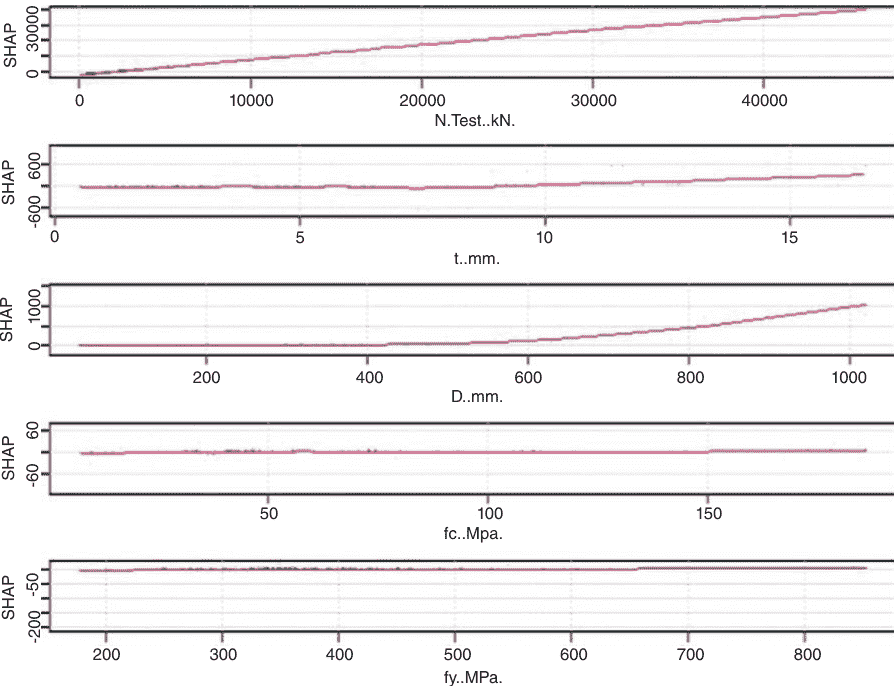 SHAP
30000
0
0 10000 20000 30000 40000
N.Test..kN.
SHAP
600
-600
0 5 10 15
t..mm.
SHAP
1000
0
200 400 600 800 1000
D..mm.
SHAP
60
-60
50 100 150
fc..Mpa.
SHAP
-50
-200
200 300 400 500 600 700 800
fy..MPa.